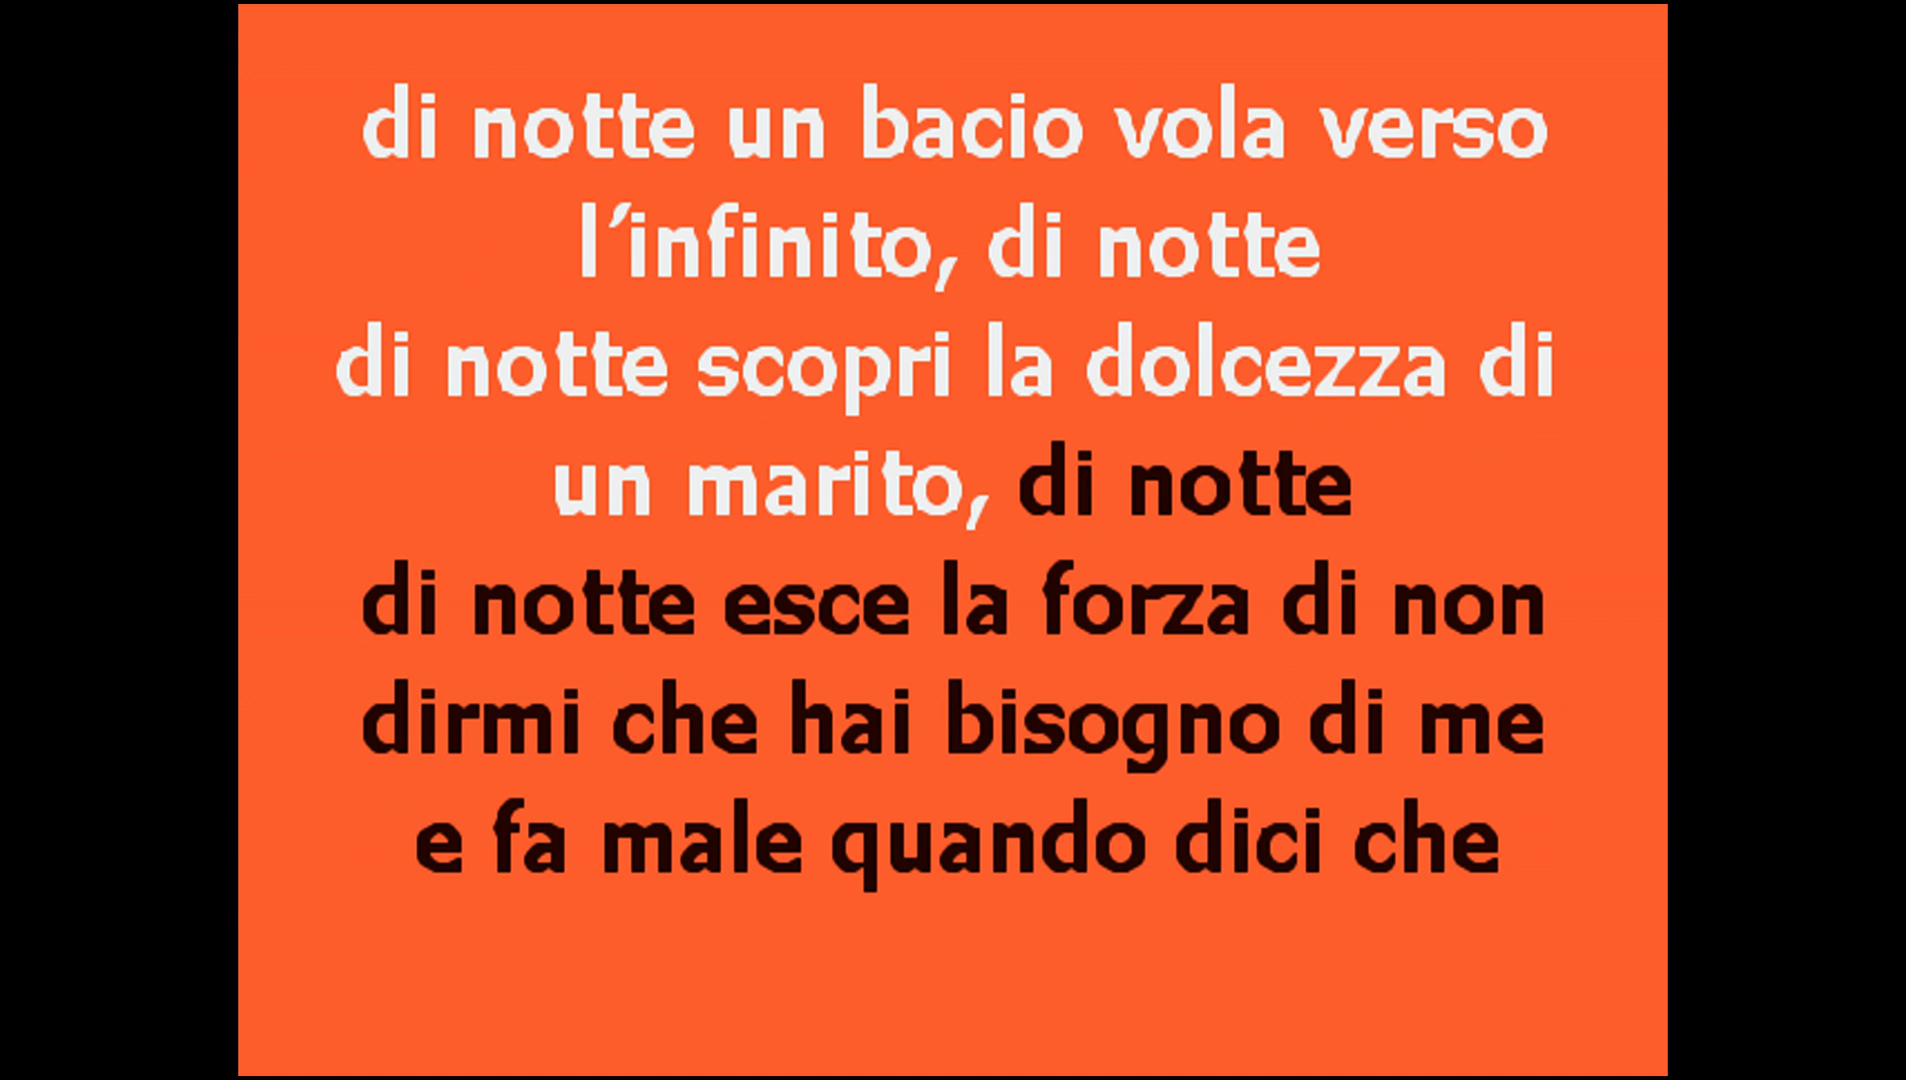 di notte un bacio vola verso
l'infinito, di notte
di notte scopri la dolcezza di
un marito, di notte
di notte esce la forza di non
dirmi che hai bisogno di me
e fa male quando dici che